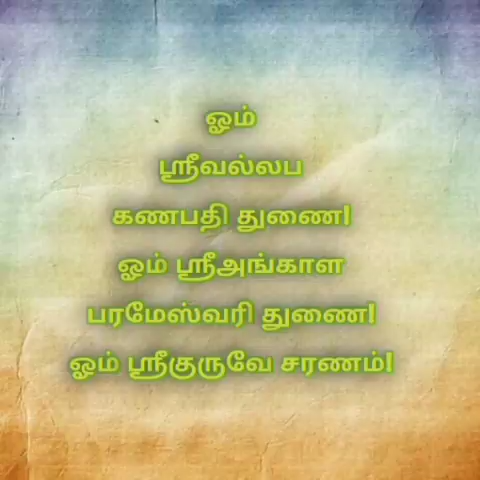 ஓம்
ஸ்ரீவல்லப
கணபதி துணை!
ஓம் ஸ்ரீஅங்காள
பரமேஸ்வரி துணை!
ஓம் ஸ்ரீகுருவே சரணம்!